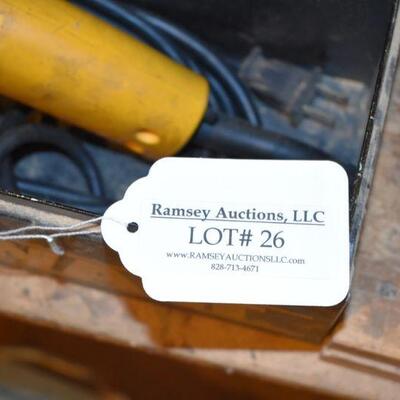 Ramsey Auctions, LLC
LOT# 26
www.RAMSEYAUCTIONSLLC.com
828-713-4671